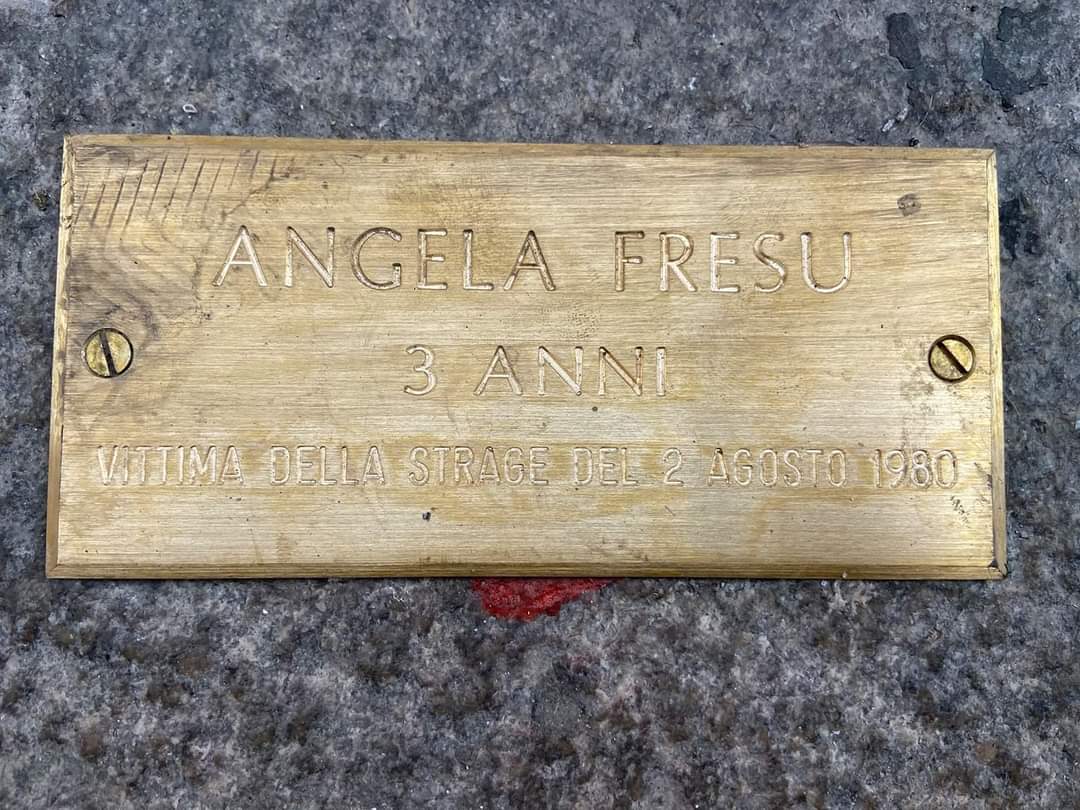 ANGELA FRESU
3 ANNI
VITTIMA DELLA STRAGE DEL 2 AGOSTO 1980